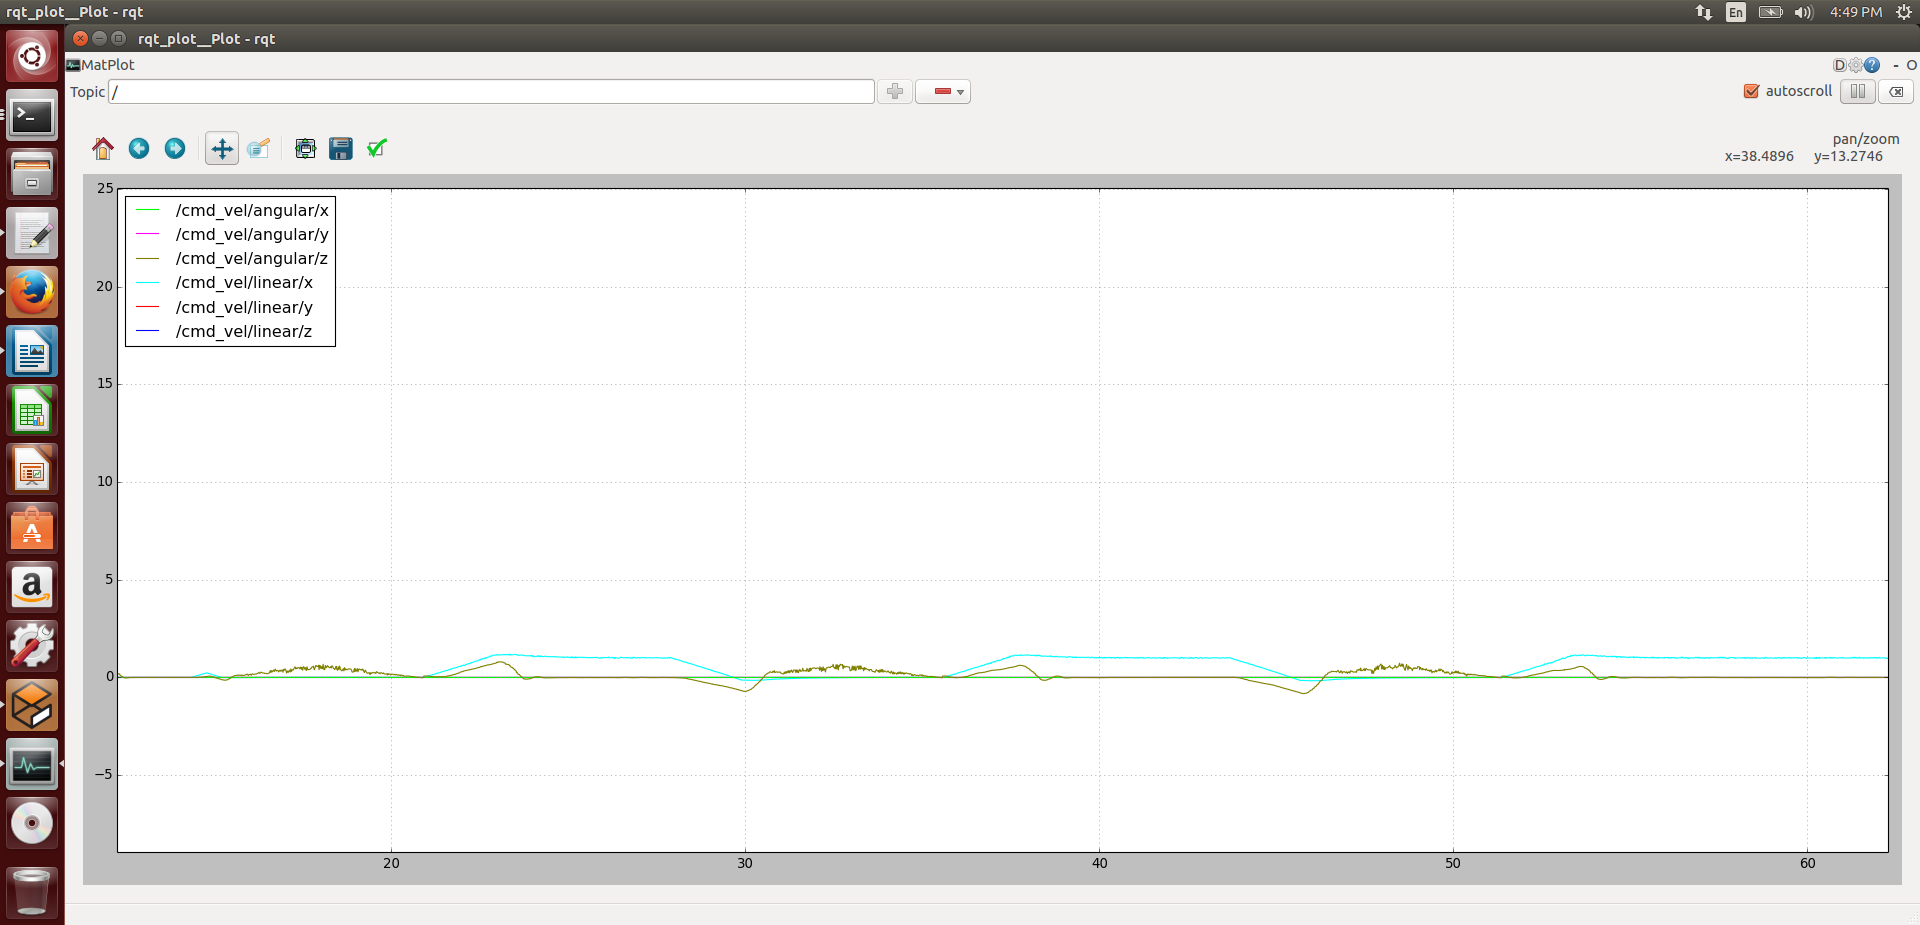 rqt_plot__Plot - rqt
En
4:49 PM
rqt_plot__Plot - rqt
MatPlot
D
?
- O
Topic /
autoscroll
pan/zoom
x=38.4896 y=13.2746
25
20
15
10
5
0
−5
/cmd_vel/angular/x
/cmd_vel/angular/y
/cmd_vel/angular/z
/cmd_vel/linear/x
/cmd_vel/linear/y
/cmd_vel/linear/z
20 30 40 50 60
>_
A
a